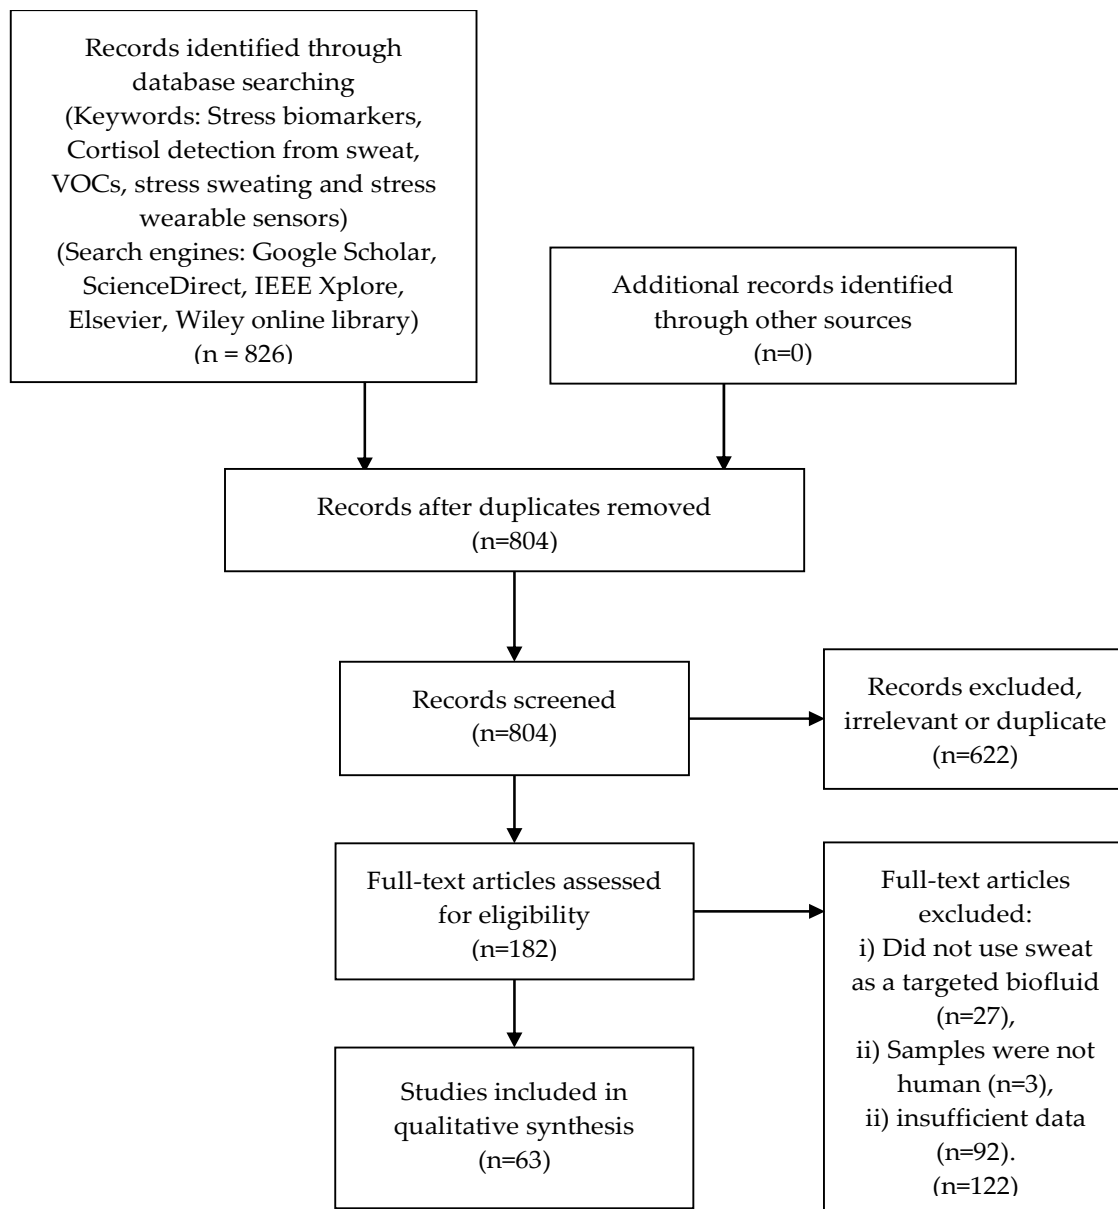 Records identified through
database searching
(Keywords: Stress biomarkers,
Cortisol detection from sweat,
VOCs, stress sweating and stress
wearable sensors)
(Search engines: Google Scholar,
ScienceDirect, IEEE Xplore,
Elsevier, Wiley online library)
(n = 826)
Additional records identified
through other sources
(n=0)
Records after duplicates removed
(n=804)
Records screened
(n=804)
Records excluded,
irrelevant or duplicate
(n=622)
Full-text articles assessed
for eligibility
(n=182)
Full-text articles
excluded:
i) Did not use sweat
as a targeted biofluid
(n=27),
ii) Samples were not
human (n=3),
ii) insufficient data
(n=92).
(n=122)
Studies included in
qualitative synthesis
(n=63)